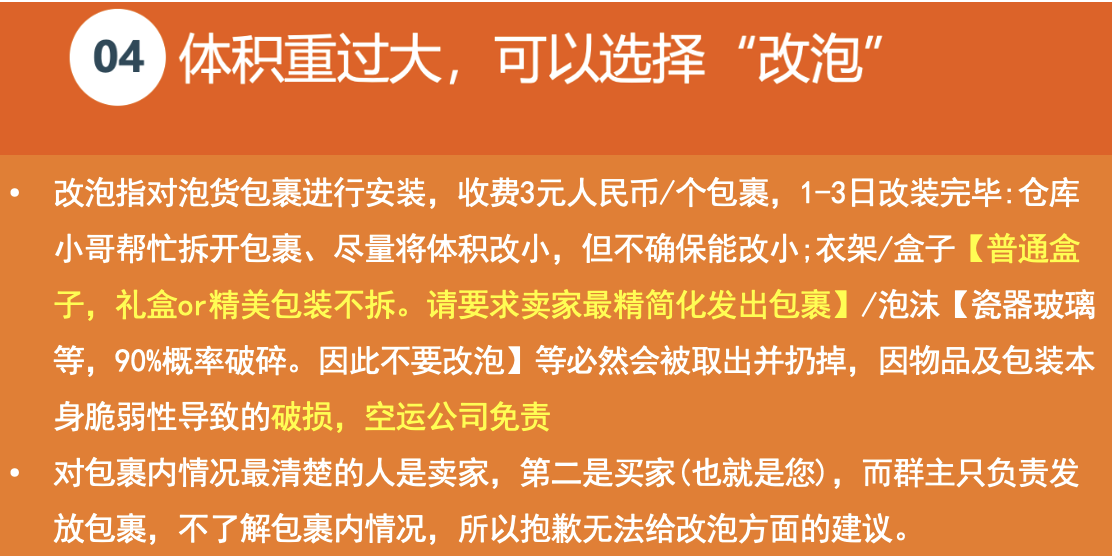 04 体积重过大，可以选择“改泡”
• 改泡指对泡货包裹进行安装，收费3元人民币/个包裹，1-3日改装完毕:仓库
小哥帮忙拆开包裹、尽量将体积改小，但不确保能改小;衣架/盒子【普通盒
子，礼盒or精美包装不拆。请要求卖家最精简化发出包裹】/泡沫【瓷器玻璃
等，90%概率破碎。因此不要改泡】等必然会被取出并扔掉，因物品及包装本
身脆弱性导致的破损，空运公司免责
• 对包裹内情况最清楚的人是卖家，第二是买家(也就是您)，而群主只负责发
放包裹，不了解包裹内情况，所以抱歉无法给改泡方面的建议。